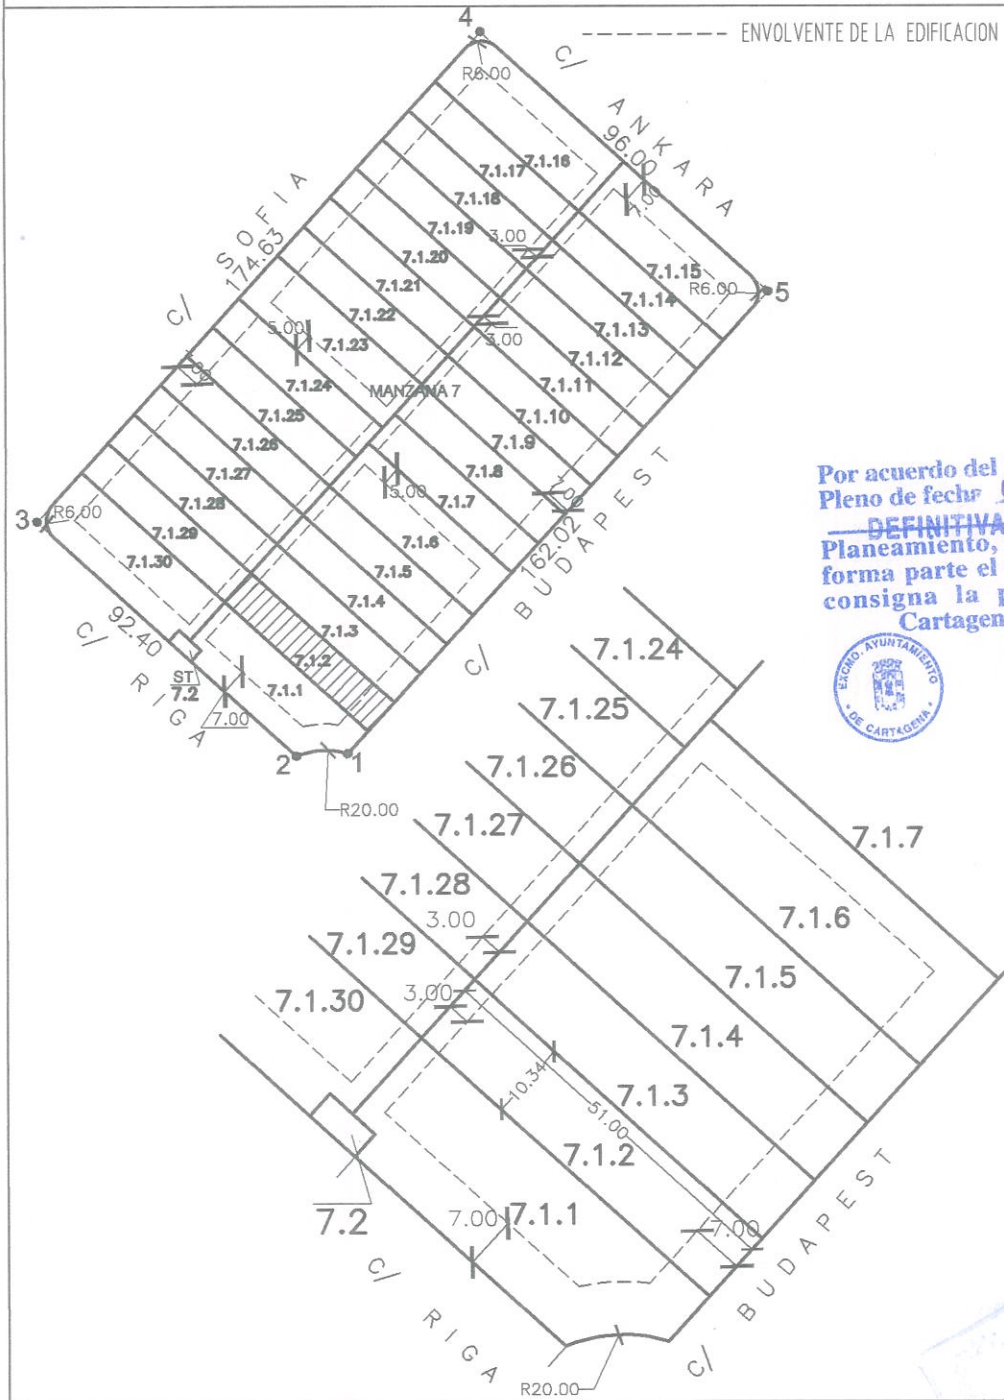 ENVOLVENTE DE LA EDIFICACION
4
R6.00
C/ ANKARA
96.00
7.1.16
7.1.17
7.1.18
7.1.19
7.1.20
7.1.21
7.1.22
7.1.23
7.1.24
7.1.25
7.1.26
7.1.27
7.1.28
7.1.29
7.1.30
C/ SOFIA
174.63
3.00
3.00
5.00
5.00
MANZANA 7
7.1.15
7.1.14
7.1.13
7.1.12
7.1.11
7.1.10
7.1.9
7.1.8
7.1.7
7.1.6
7.1.5
7.1.4
7.1.3
7.1.2
7.1.1
R6.00
5
7.00
162.02
C/ BUDAPEST
3
R6.00
92.40
C/ RIGA
ST
7.2
7.00
2
1
R20.00
Por acuerdo del
Pleno de fecha
DEFINITIVA
Planeamiento,
forma parte el
consigna la
Cartagen
EXCMO. AYUNTAMIENTO
DE CARTAGENA
7.1.24
7.1.25
7.1.26
7.1.27
7.1.28
7.1.29
7.1.30
3.00
3.00
7.1.7
7.1.6
7.1.5
7.1.4
7.1.3
7.1.2
7.1.1
10.34
51.00
7.00
7.00
7.2
C/ RIGA
C/ BUDAPEST
R20.00